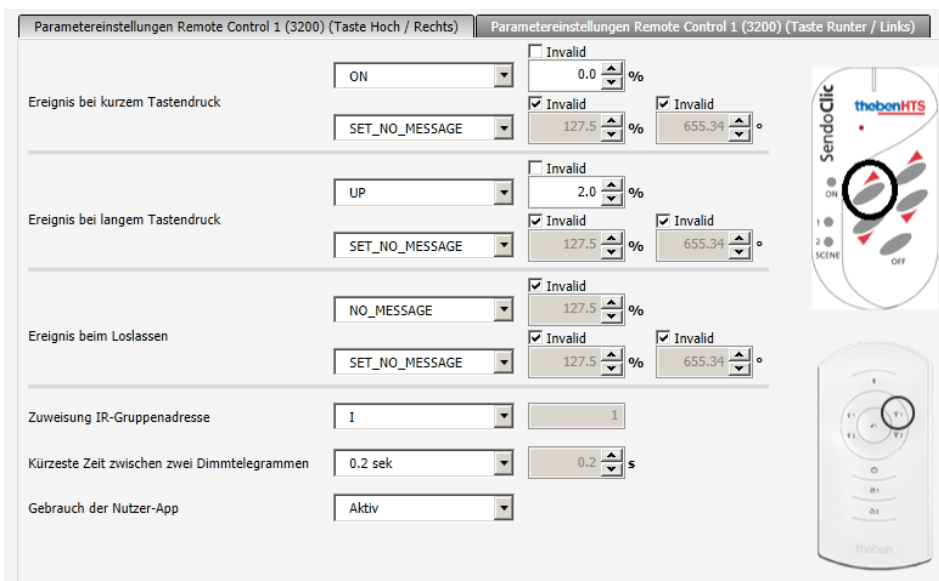 Parametereinstellungen Remote Control 1 (3200) (Taste Hoch / Rechts)
Parametereinstellungen Remote Control 1 (3200) (Taste Runter / Links)
Ereignis bei kurzem Tastendruck
ON
Invalid
0.0 %
SET_NO_MESSAGE
Invalid
127.5 %
Invalid
655.34 °
Ereignis bei langem Tastendruck
UP
Invalid
2.0 %
SET_NO_MESSAGE
Invalid
127.5 %
Invalid
655.34 °
Ereignis beim Loslassen
NO_MESSAGE
Invalid
127.5 %
SET_NO_MESSAGE
Invalid
127.5 %
Invalid
655.34 °
Zuweisung IR-Gruppenadresse
I
1
Kürzeste Zeit zwischen zwei Dimmtelegrammen
0.2 sek
0.2 s
Gebrauch der Nutzer-App
Aktiv
SendoClic
thebenHTS
ON
1
2
SCENE
OFF
theben